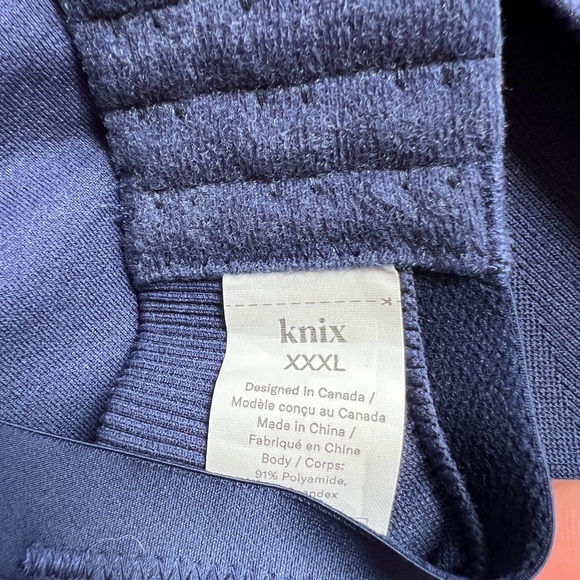 knix
XXXL
Designed in Canada /
Modèle conçu au Canada
Made in China /
Fabriqué en Chine
Body / Corps:
91% Polyamide,